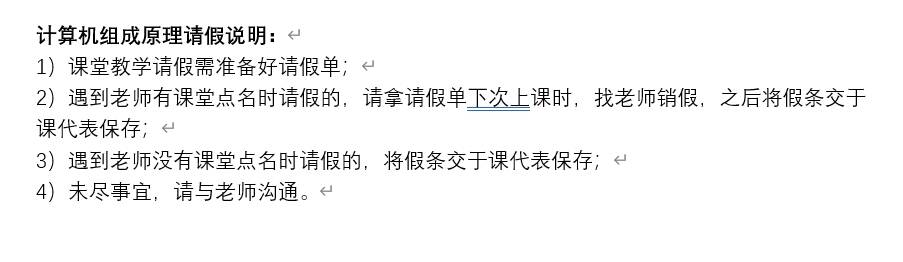 计算机组成原理请假说明：
1）课堂教学请假需准备好请假单；
2）遇到老师有课堂点名时请假的，请拿请假单下次上课时，找老师销假，之后将假条交于
课代表保存；
3）遇到老师没有课堂点名时请假的，将假条交于课代表保存；
4）未尽事宜，请与老师沟通。